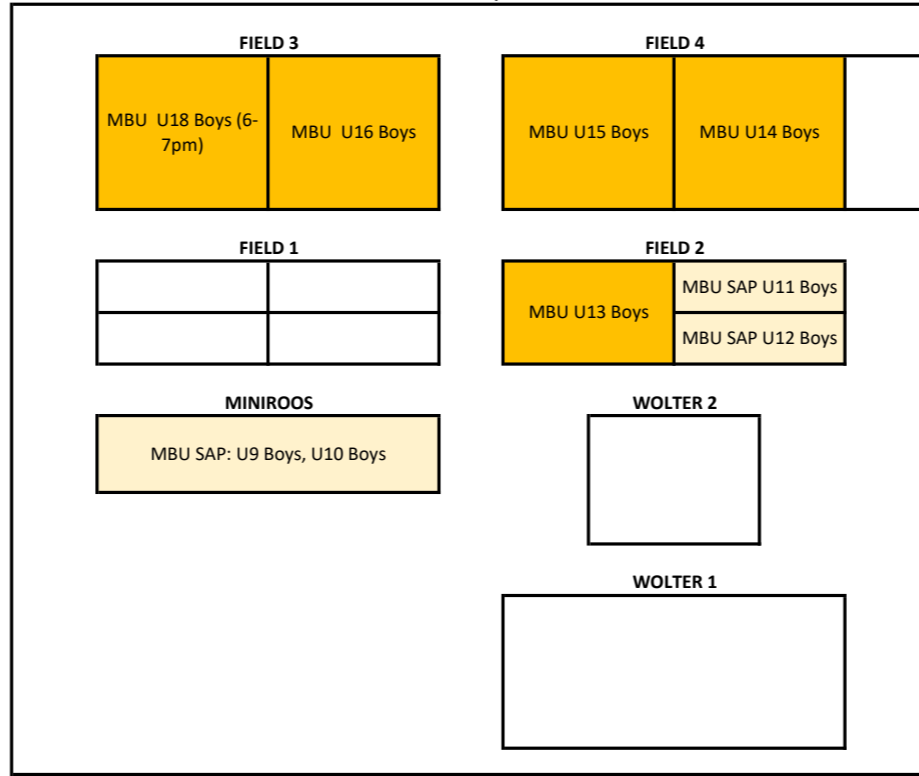 FIELD 3
FIELD 4
MBU U18 Boys (6-
7pm)
MBU U16 Boys
MBU U15 Boys
MBU U14 Boys
FIELD 1
FIELD 2
MBU U13 Boys
MBU SAP U11 Boys
MBU SAP U12 Boys
MINIROOS
WOLTER 2
MBU SAP: U9 Boys, U10 Boys
WOLTER 1